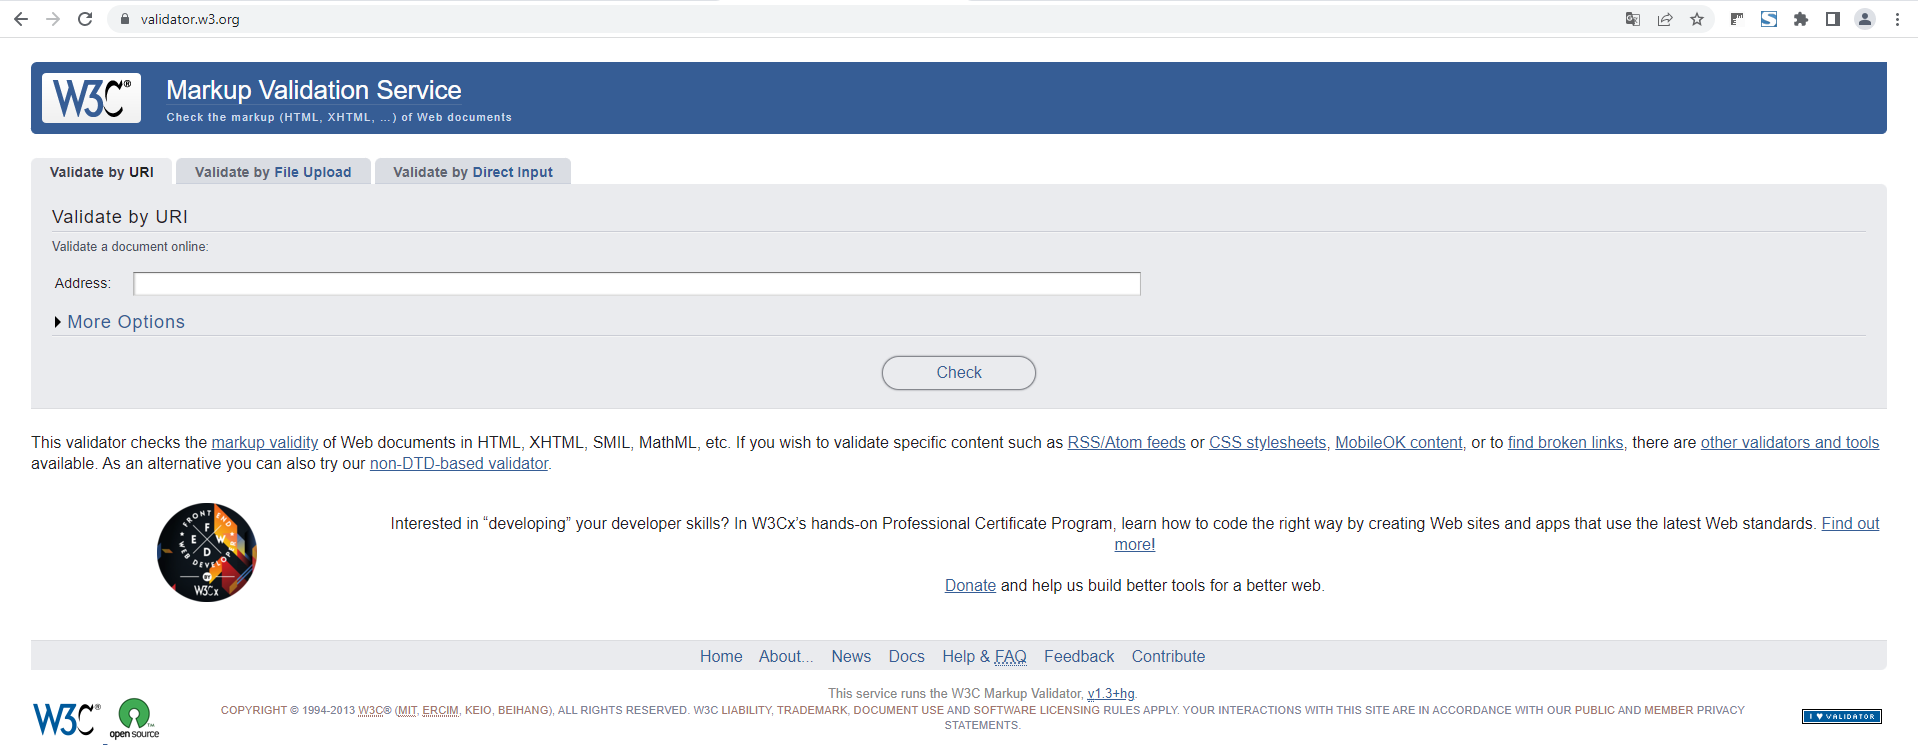 validator.w3.org
W3C®
Markup Validation Service
Check the markup (HTML, XHTML, …) of Web documents
Validate by URI
Validate by File Upload
Validate by Direct Input
Validate by URI
Validate a document online:
Address:
More Options
Check
This validator checks the markup validity of Web documents in HTML, XHTML, SMIL, MathML, etc. If you wish to validate specific content such as RSS/Atom feeds or CSS stylesheets, MobileOK content, or to find broken links, there are other validators and tools
available. As an alternative you can also try our non-DTD-based validator.
FRONT END
WEB DEVELOPER
F
E W
D
BY
W3Cx
Interested in “developing” your developer skills? In W3Cx’s hands-on Professional Certificate Program, learn how to code the right way by creating Web sites and apps that use the latest Web standards. Find out
more!
Donate and help us build better tools for a better web.
Home About... News Docs Help & FAQ Feedback Contribute
This service runs the W3C Markup Validator, v1.3+hg.
W3C®
open source
TM
COPYRIGHT © 1994-2013 W3C® (MIT, ERCIM, KEIO, BEIHANG), ALL RIGHTS RESERVED. W3C LIABILITY, TRADEMARK, DOCUMENT USE AND SOFTWARE LICENSING RULES APPLY. YOUR INTERACTIONS WITH THIS SITE ARE IN ACCORDANCE WITH OUR PUBLIC AND MEMBER PRIVACY
STATEMENTS.
I ♥ VALIDATOR